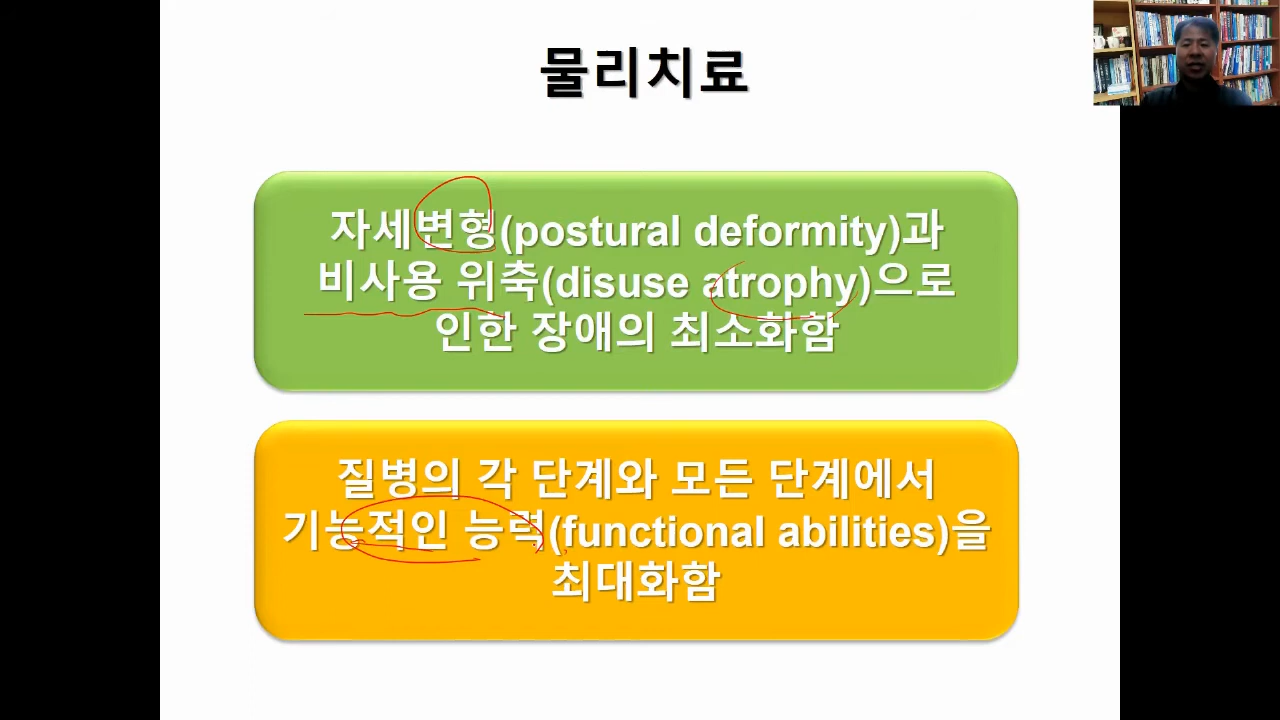 물리치료
자세변형(postural deformity)과
비사용 위축(disuse atrophy)으로
인한 장애의 최소화함
질병의 각 단계와 모든 단계에서
기능적인 능력(functional abilities)을
최대화함